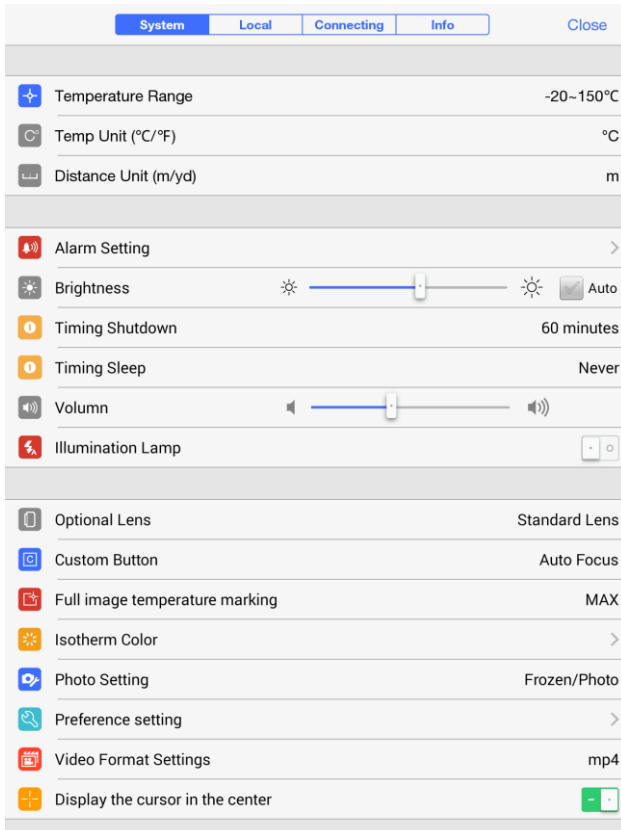 System Local Connecting Info Close
Temperature Range -20~150℃
Temp Unit (℃/℉) ℃
Distance Unit (m/yd) m
Alarm Setting
Brightness Auto
Timing Shutdown 60 minutes
Timing Sleep Never
Volumn
Illumination Lamp
Optional Lens Standard Lens
Custom Button Auto Focus
Full image temperature marking MAX
Isotherm Color
Photo Setting Frozen/Photo
Preference setting
Video Format Settings mp4
Display the cursor in the center